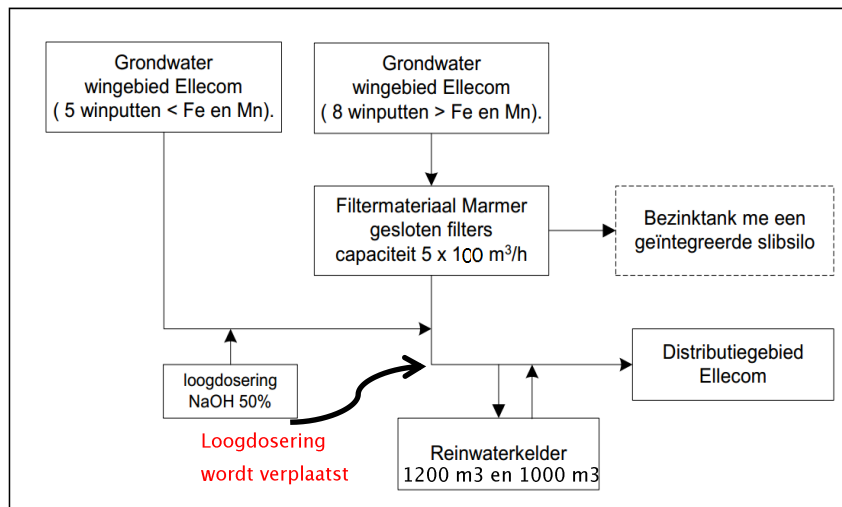 Grondwater
wingebied Ellecom
( 5 winputten < Fe en Mn).
Grondwater
wingebied Ellecom
( 8 winputten > Fe en Mn).
Filtermateriaal Marmer
gesloten filters
capaciteit 5 x 100 m³/h
Bezinktank me een
geïntegreerde slibsilo
loogdosering
NaOH 50%
Distributiegebied
Ellecom
Loogdosering
wordt verplaatst
Reinwaterkelder
1200 m3 en 1000 m3